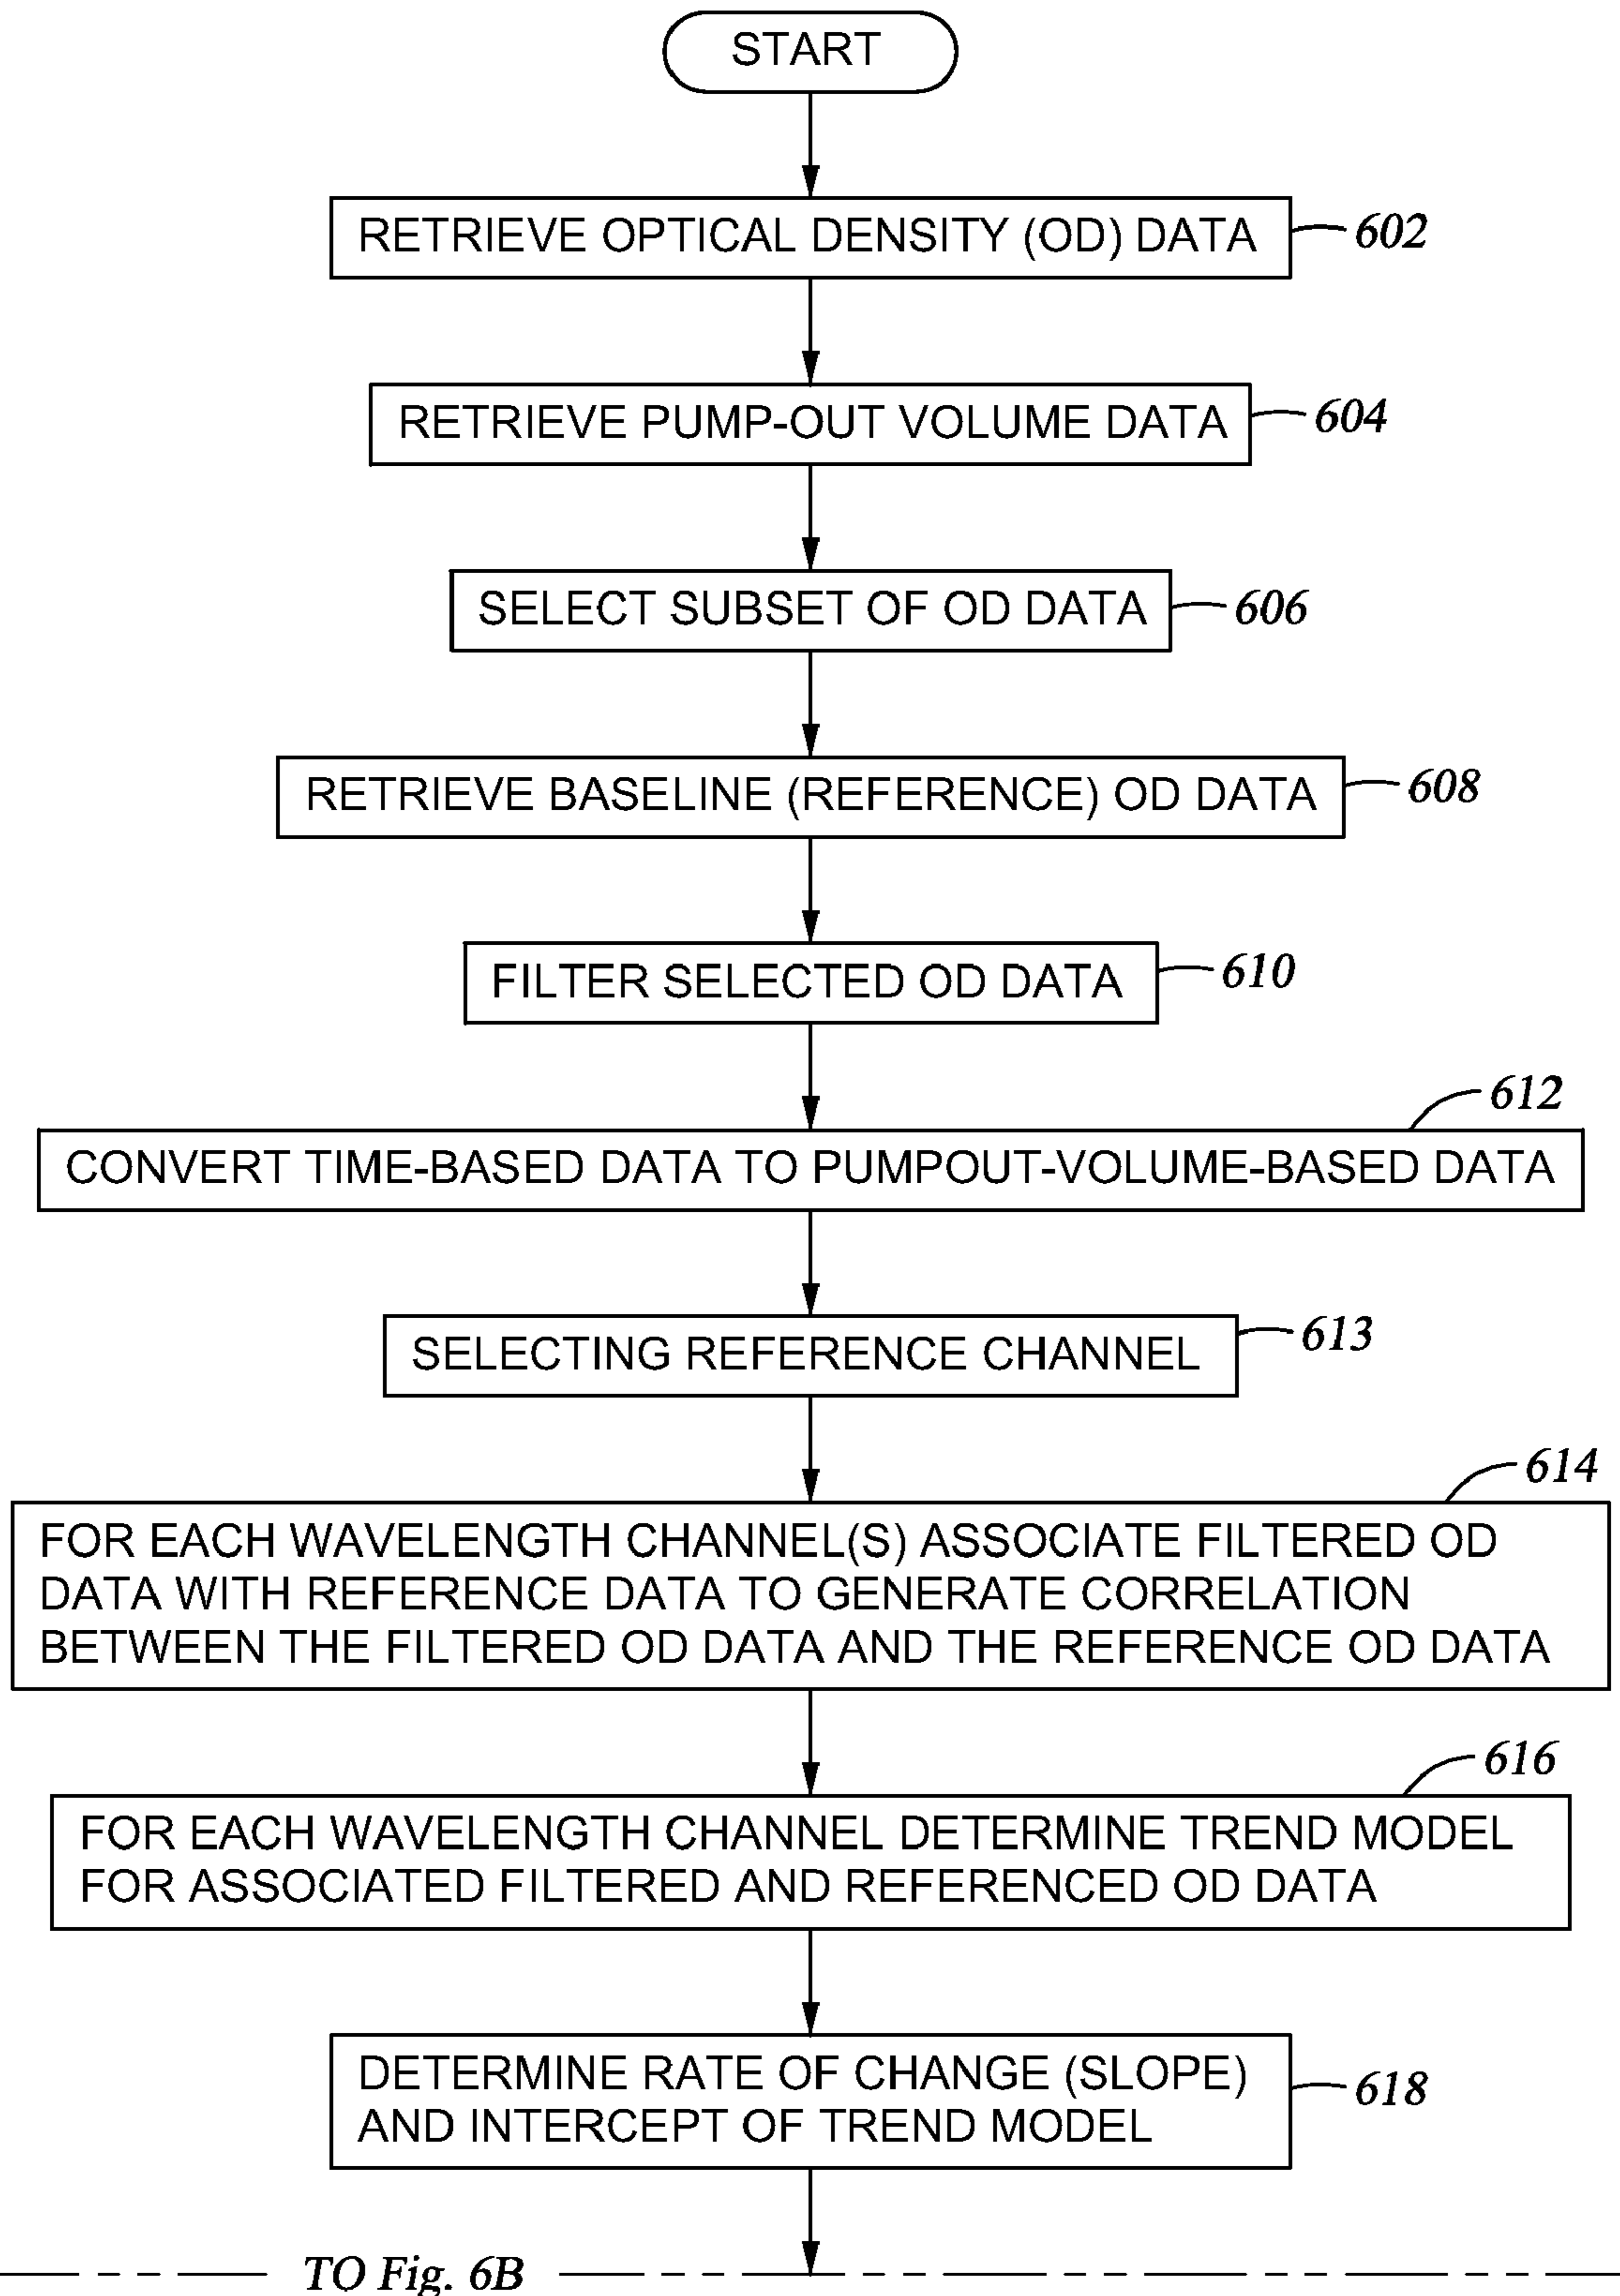 START
RETRIEVE OPTICAL DENSITY (OD) DATA
602
RETRIEVE PUMP-OUT VOLUME DATA
604
SELECT SUBSET OF OD DATA
606
RETRIEVE BASELINE (REFERENCE) OD DATA
608
FILTER SELECTED OD DATA
610
612
CONVERT TIME-BASED DATA TO PUMPOUT-VOLUME-BASED DATA
SELECTING REFERENCE CHANNEL
613
614
FOR EACH WAVELENGTH CHANNEL(S) ASSOCIATE FILTERED OD
DATA WITH REFERENCE DATA TO GENERATE CORRELATION
BETWEEN THE FILTERED OD DATA AND THE REFERENCE OD DATA
616
FOR EACH WAVELENGTH CHANNEL DETERMINE TREND MODEL
FOR ASSOCIATED FILTERED AND REFERENCED OD DATA
DETERMINE RATE OF CHANGE (SLOPE)
AND INTERCEPT OF TREND MODEL
618
TO Fig. 6B